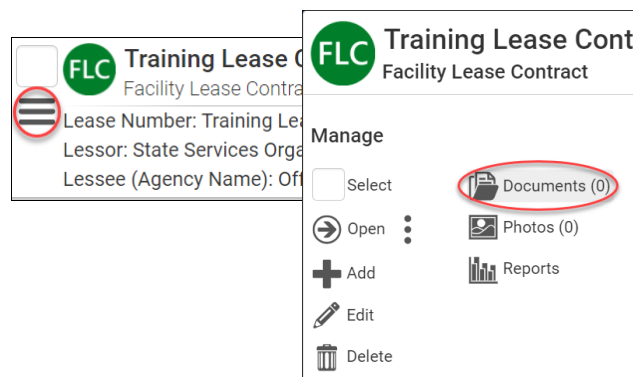 FLC
Training Lease C
Facility Lease Contra
Lease Number: Training Lea
Lessor: State Services Orga
Lessee (Agency Name): Off
FLC
Training Lease Cont
Facility Lease Contract
Manage
Select
Documents (0)
Open
Photos (0)
Add
Reports
Edit
Delete